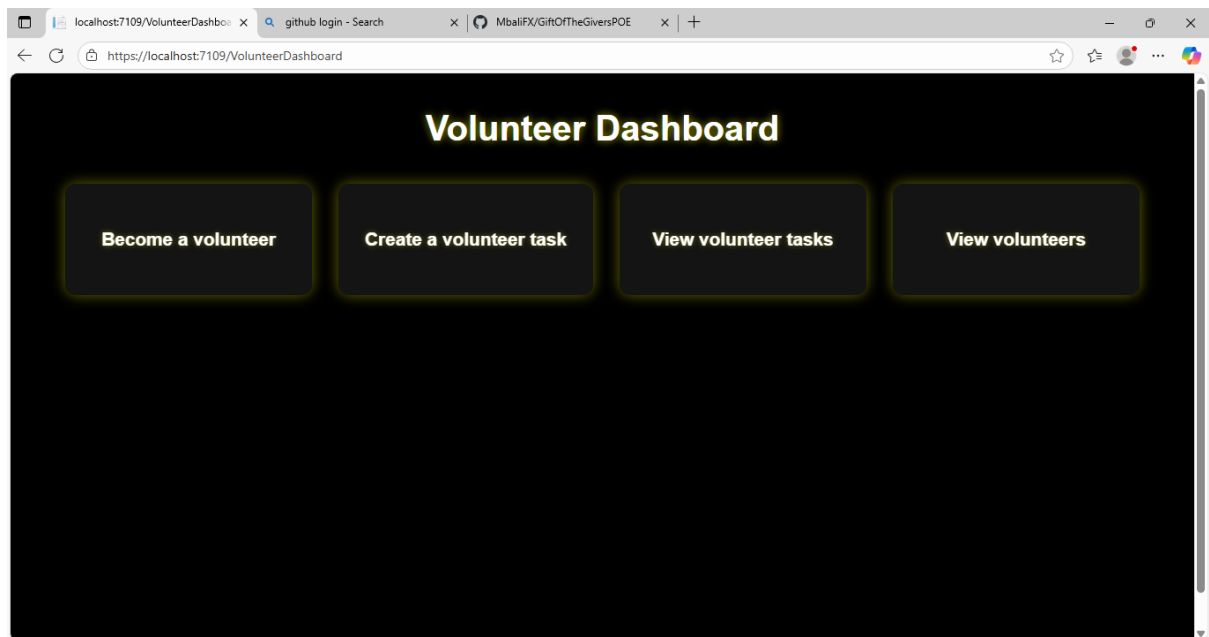 localhost:7109/VolunteerDashboa
github login - Search
MbaliFX/GiftOfTheGiversPOE
https://localhost:7109/VolunteerDashboard
Volunteer Dashboard
Become a volunteer
Create a volunteer task
View volunteer tasks
View volunteers